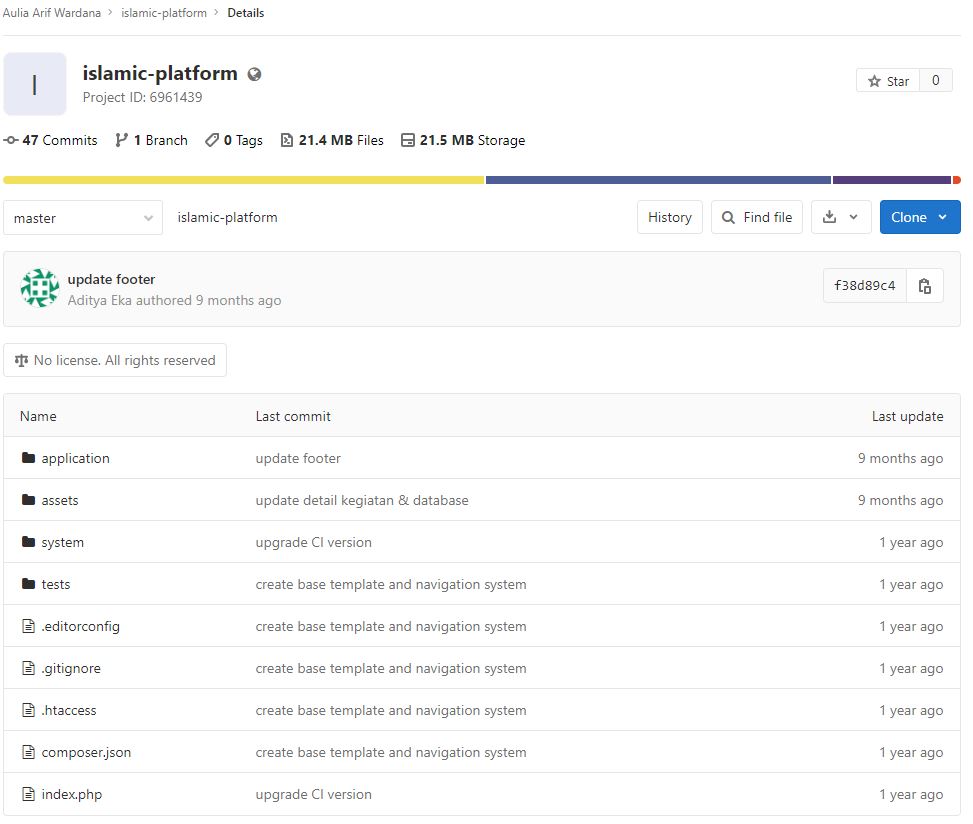 Aulia Arif Wardana > islamic-platform > Details
I
islamic-platform
Project ID: 6961439
Star 0
47 Commits 1 Branch 0 Tags 21.4 MB Files 21.5 MB Storage
master islamic-platform History Find file Clone
update footer
Aditya Eka authored 9 months ago
f38d89c4
No license. All rights reserved
Name Last commit Last update
application update footer 9 months ago
assets update detail kegiatan & database 9 months ago
system upgrade CI version 1 year ago
tests create base template and navigation system 1 year ago
.editorconfig create base template and navigation system 1 year ago
.gitignore create base template and navigation system 1 year ago
.htaccess create base template and navigation system 1 year ago
composer.json create base template and navigation system 1 year ago
index.php upgrade CI version 1 year ago